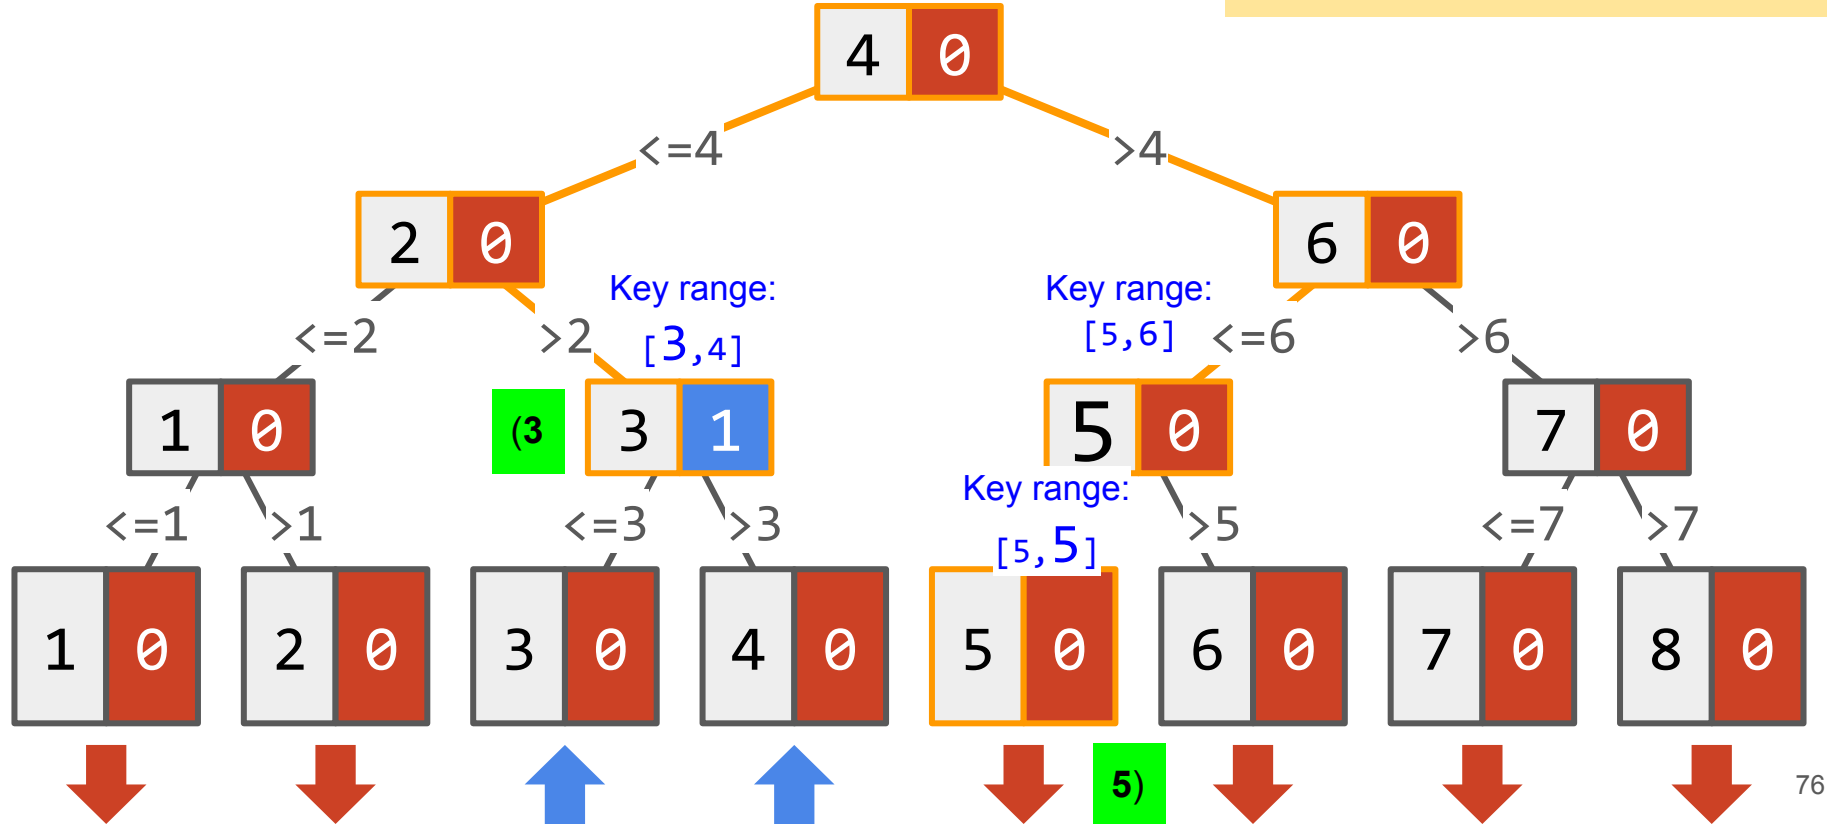 4 0
<=4 >4
2 0 6 0
Key range: Key range:
<=2 >2 [3,4] [5,6] <=6 >6
1 0 (3 3 1 5 0 7 0
Key range:
<=1 >1 <=3 >3 [5,5] >5 <=7 >7
1 0 2 0 3 0 4 0 5 0 6 0 7 0 8 0
5) 76